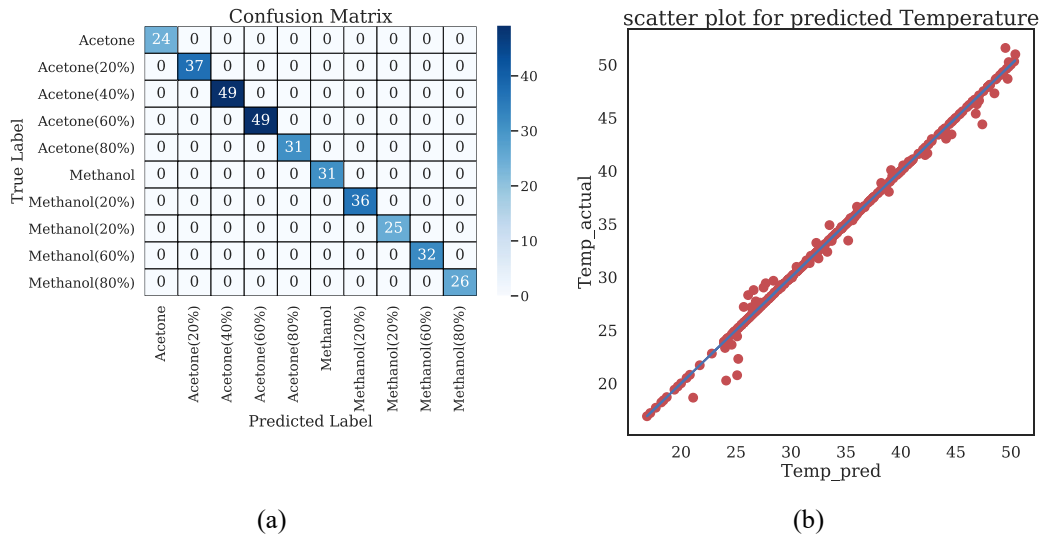 Confusion Matrix
True Label
Acetone 24 0 0 0 0 0 0 0 0 0
Acetone(20%) 0 37 0 0 0 0 0 0 0 0
Acetone(40%) 0 0 49 0 0 0 0 0 0 0
Acetone(60%) 0 0 0 49 0 0 0 0 0 0
Acetone(80%) 0 0 0 0 31 0 0 0 0 0
Methanol 0 0 0 0 0 31 0 0 0 0
Methanol(20%) 0 0 0 0 0 0 36 0 0 0
Methanol(20%) 0 0 0 0 0 0 0 25 0 0
Methanol(60%) 0 0 0 0 0 0 0 0 32 0
Methanol(80%) 0 0 0 0 0 0 0 0 0 26
Acetone
Acetone(20%)
Acetone(40%)
Acetone(60%)
Acetone(80%)
Methanol
Methanol(20%)
Methanol(20%)
Methanol(60%)
Methanol(80%)
Predicted Label
40
30
20
10
0
(a)
scatter plot for predicted Temperature
Temp_actual
50
45
40
35
30
25
20
20 25 30 35 40 45 50
Temp_pred
(b)